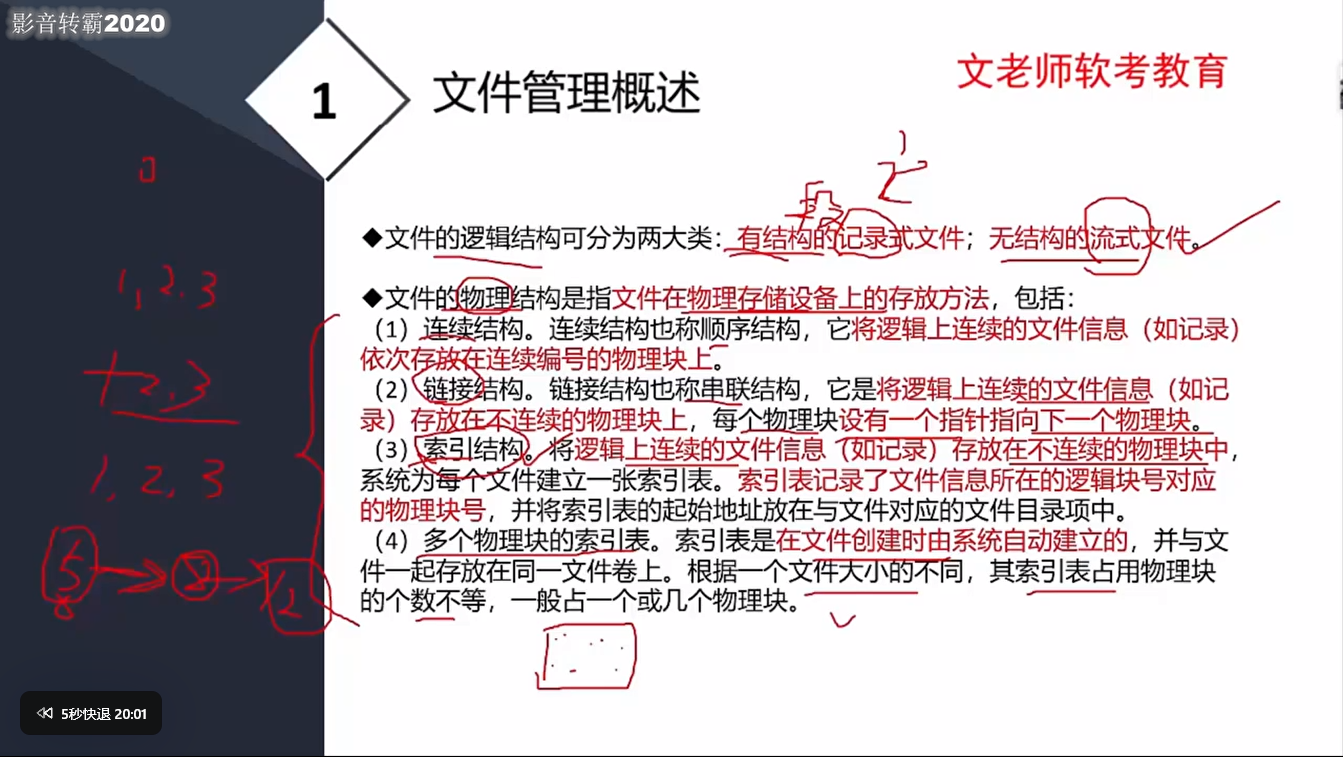 影音转霸2020
1
文件管理概述
文老师软考教育
◆文件的逻辑结构可分为两大类：有结构的记录式文件；无结构的流式文件。
◆文件的物理结构是指文件在物理存储设备上的存放方法，包括：
（1）连续结构。连续结构也称顺序结构，它将逻辑上连续的文件信息（如记录）
依次存放在连续编号的物理块上。
（2）链接结构。链接结构也称串联结构，它是将逻辑上连续的文件信息（如记
录）存放在不连续的物理块上，每个物理块设有一个指针指向下一个物理块。
（3）索引结构。将逻辑上连续的文件信息（如记录）存放在不连续的物理块中，
系统为每个文件建立一张索引表。索引表记录了文件信息所在的逻辑块号对应
的物理块号，并将索引表的起始地址放在与文件对应的文件目录项中。
（4）多个物理块的索引表。索引表是在文件创建时由系统自动建立的，并与文
件一起存放在同一文件卷上。根据一个文件大小的不同，其索引表占用物理块
的个数不等，一般占一个或几个物理块。
1,2.3
2,3
1,2,3
5
8
2
5秒快退 20:01